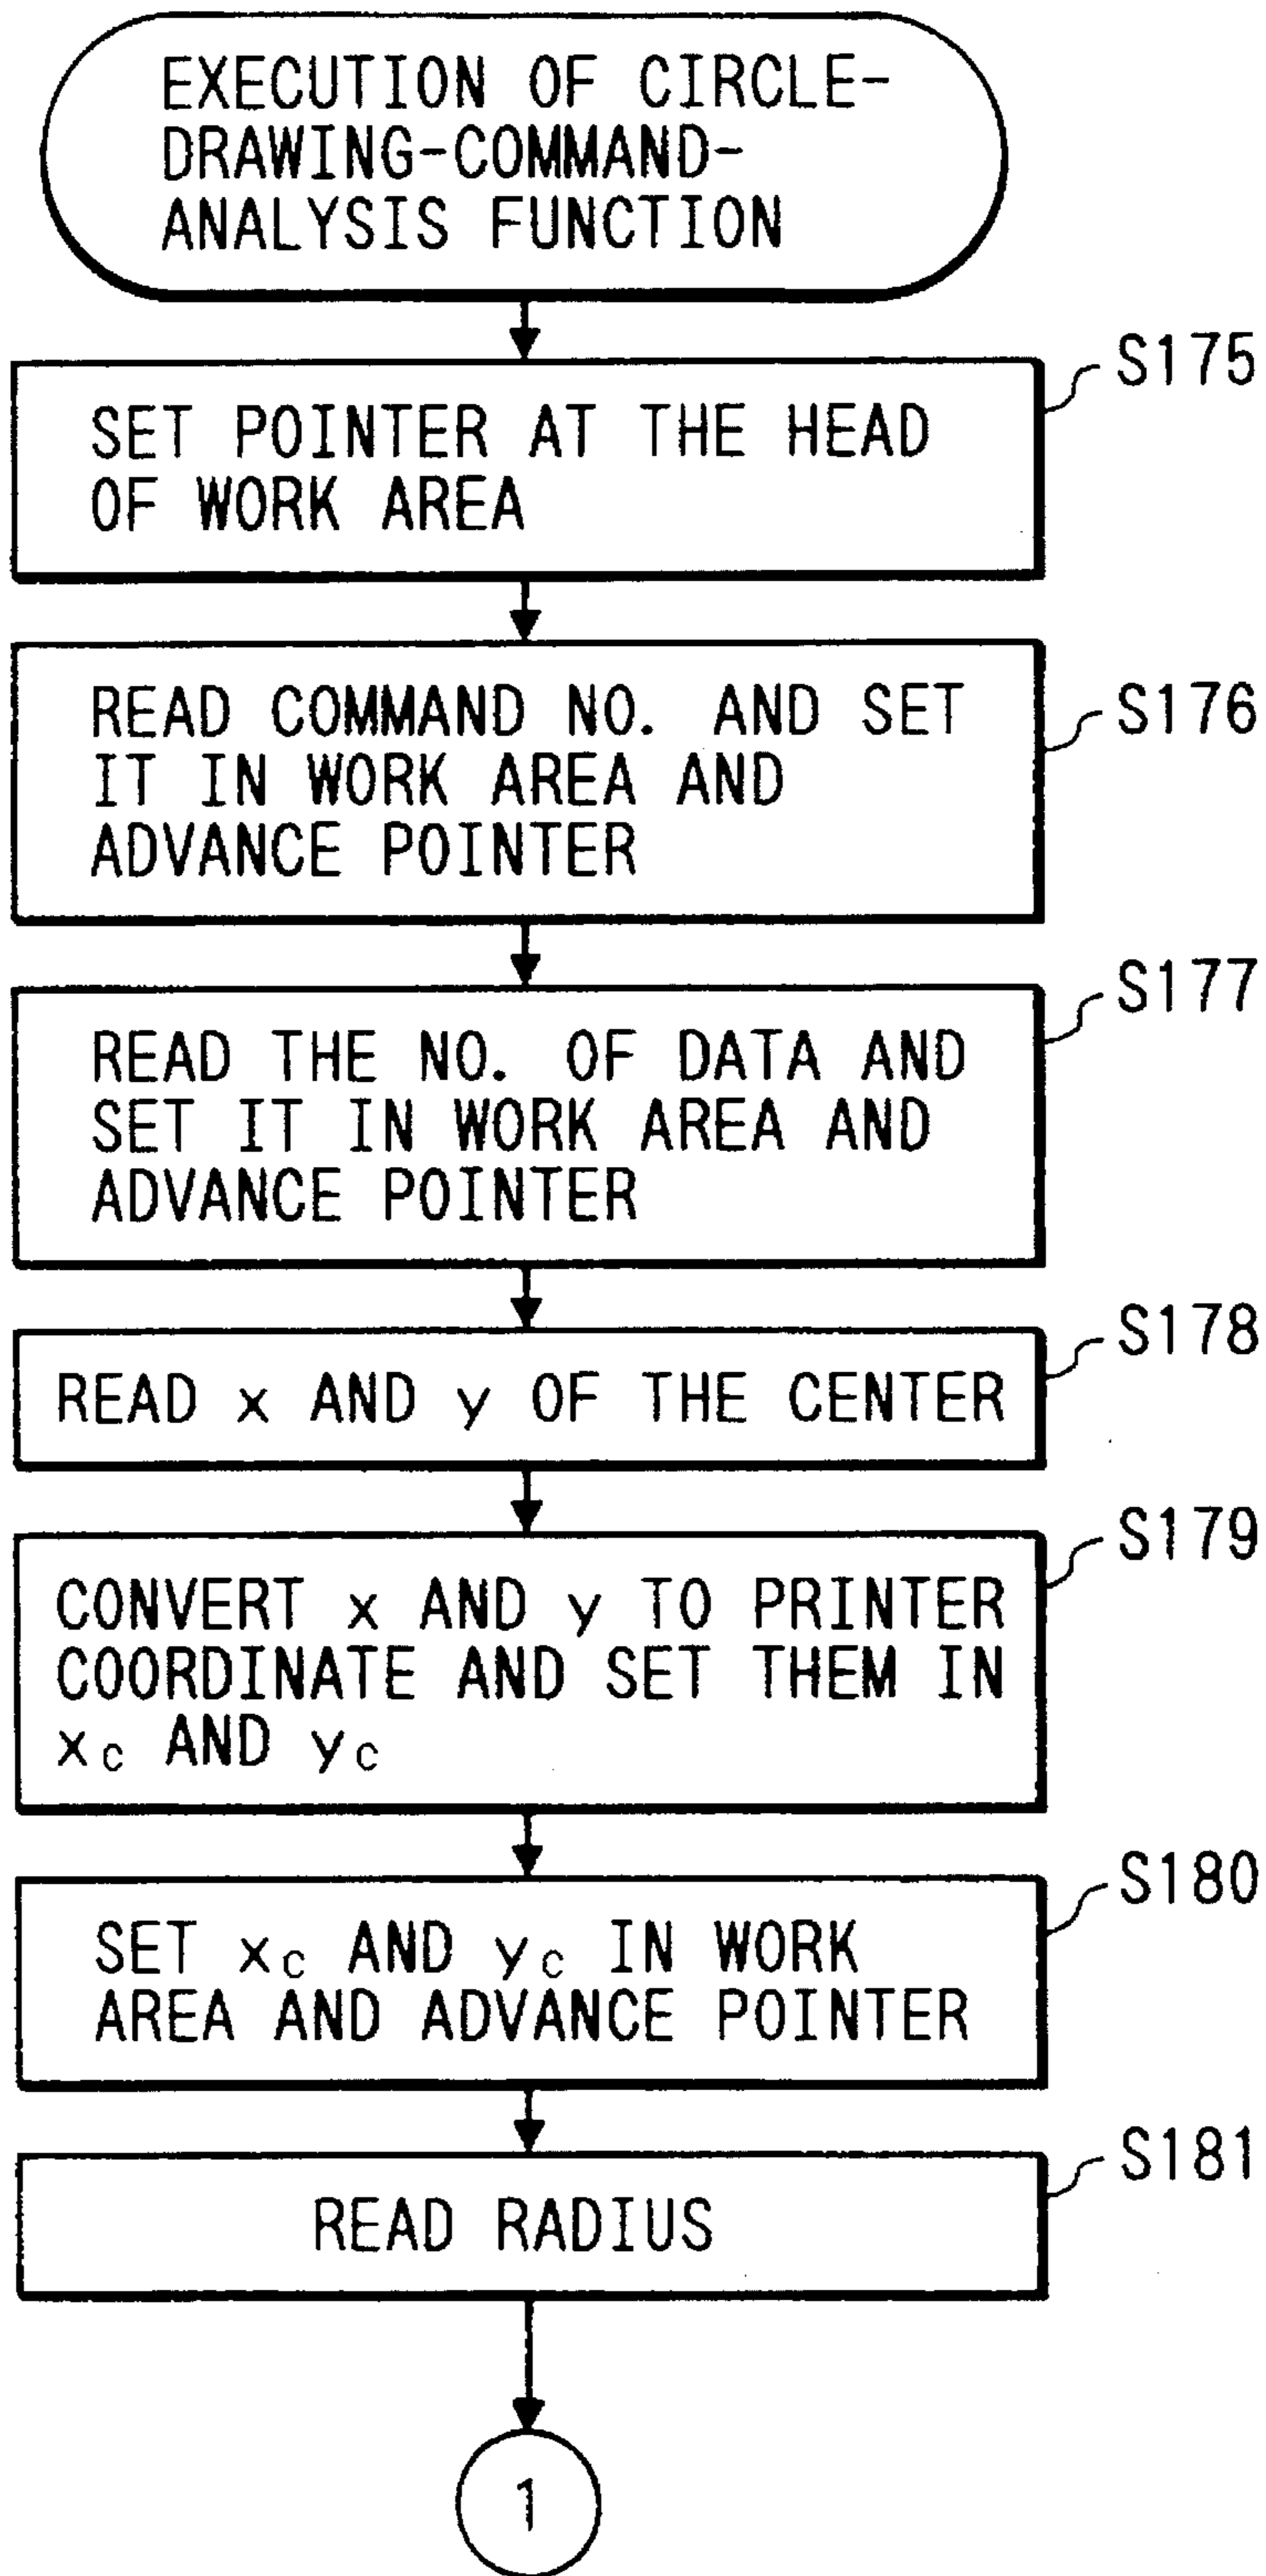 EXECUTION OF CIRCLE-
DRAWING-COMMAND-
ANALYSIS FUNCTION
S175
SET POINTER AT THE HEAD
OF WORK AREA
S176
READ COMMAND NO. AND SET
IT IN WORK AREA AND
ADVANCE POINTER
S177
READ THE NO. OF DATA AND
SET IT IN WORK AREA AND
ADVANCE POINTER
S178
READ x AND y OF THE CENTER
S179
CONVERT x AND y TO PRINTER
COORDINATE AND SET THEM IN
xc AND yc
S180
SET xc AND yc IN WORK
AREA AND ADVANCE POINTER
S181
READ RADIUS
1